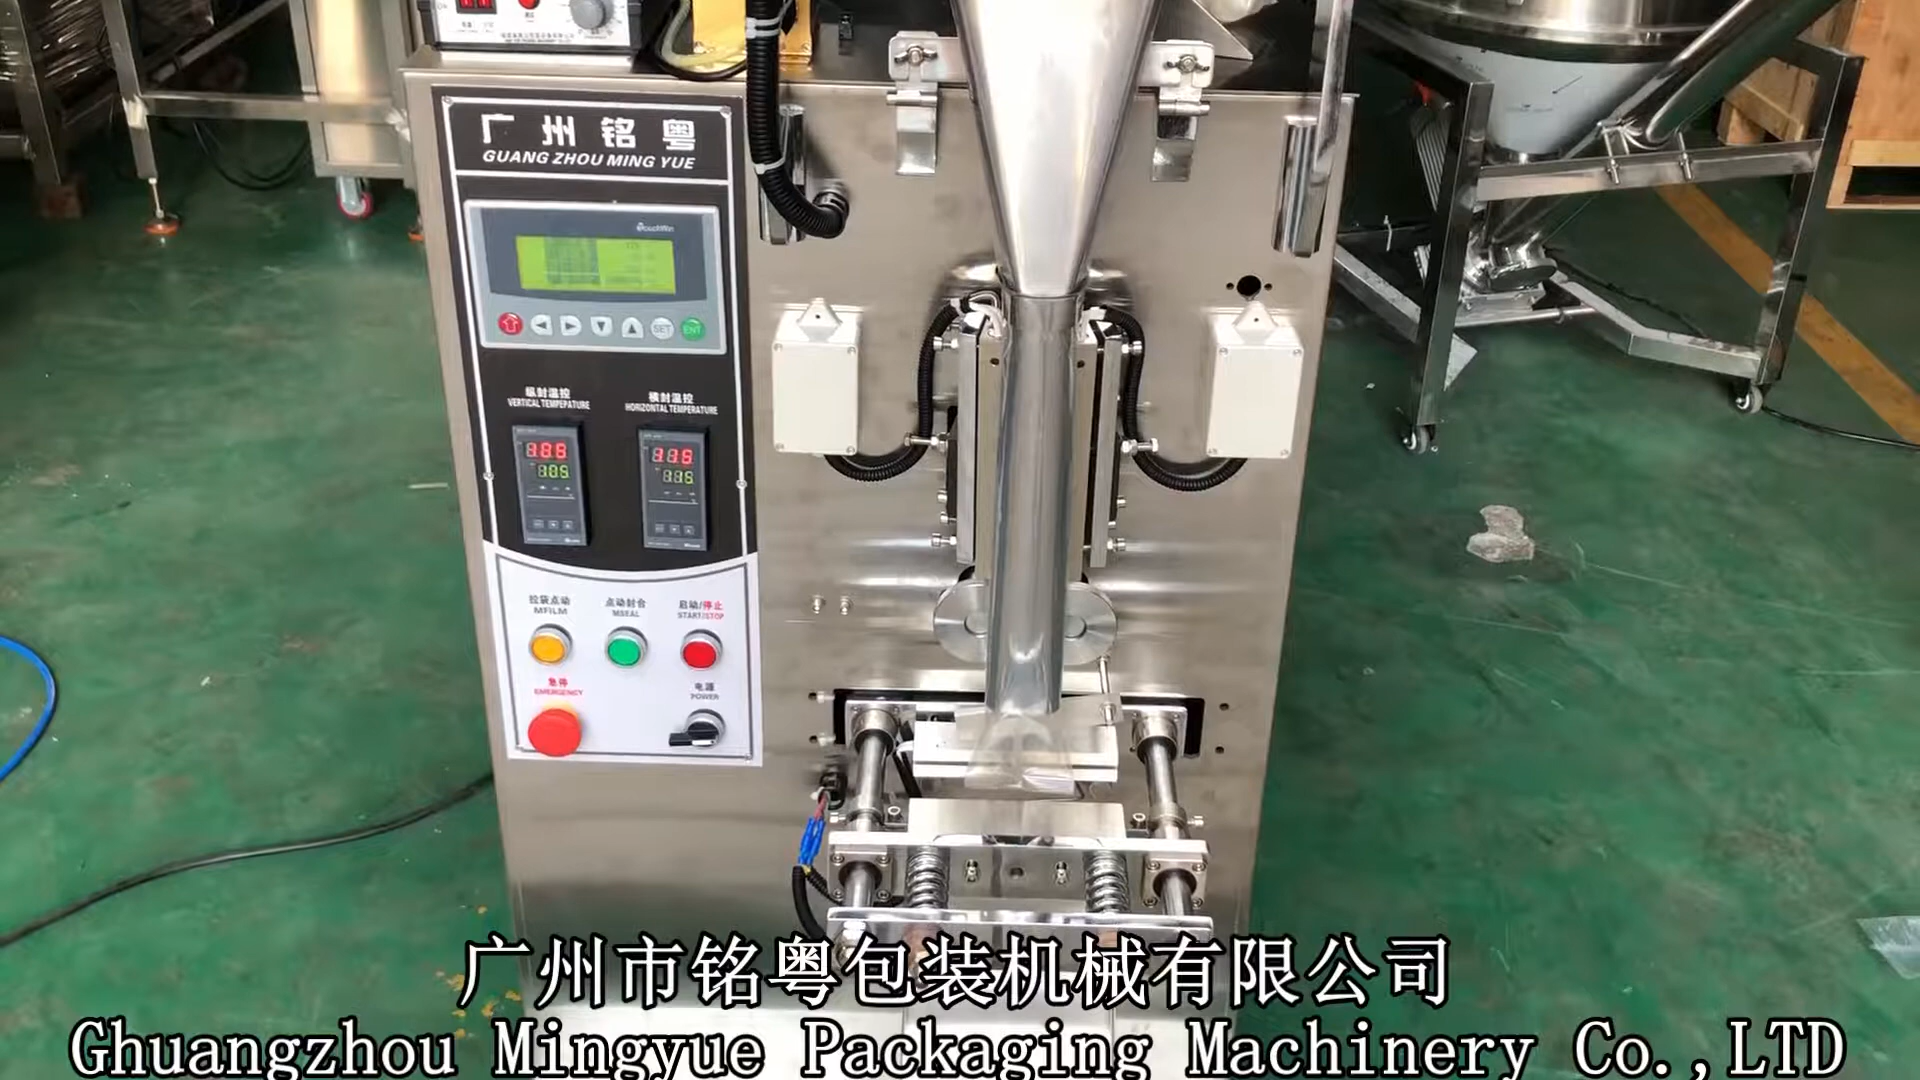 广州铭粤
GUANG ZHOU MING YUE
TouchWin
SET
ENT
纵封温控
VERTICAL TEMPEPATURE
横封温控
HORIZONTAL TEMPERATURE
拉袋点动
MFILM
点动封合
MSEAL
启动/停止
START/STOP
急停
EMERGENCY
电源
POWER
广州市铭粤包装机械有限公司
Ghuangzhou Mingyue Packaging Machinery Co.,LTD